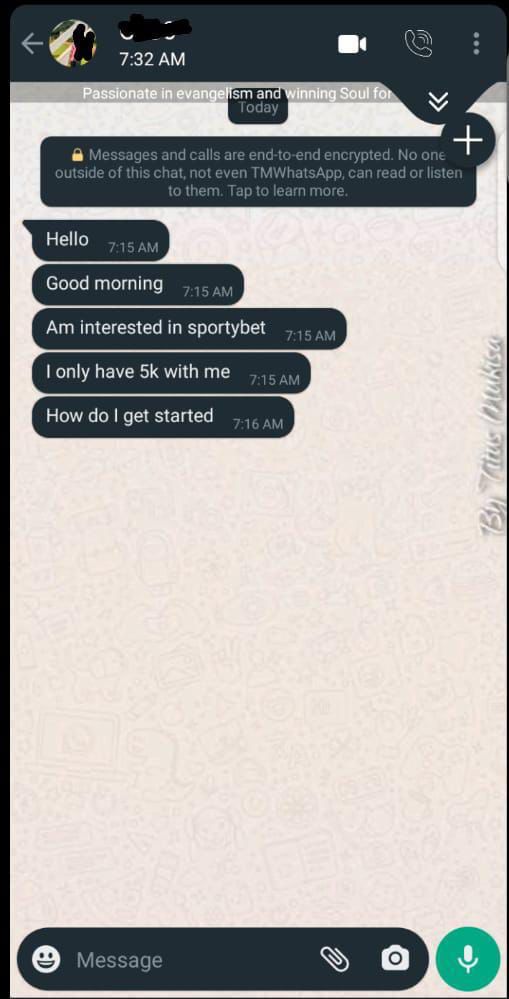 7:32 AM
Passionate in evangelism and winning Soul for
Today
Messages and calls are end-to-end encrypted. No one
outside of this chat, not even TMWhatsApp, can read or listen
to them. Tap to learn more.
Hello 7:15 AM
Good morning 7:15 AM
Am interested in sportybet 7:15 AM
I only have 5k with me 7:15 AM
How do I get started 7:16 AM
By Titus Mukisa
Message